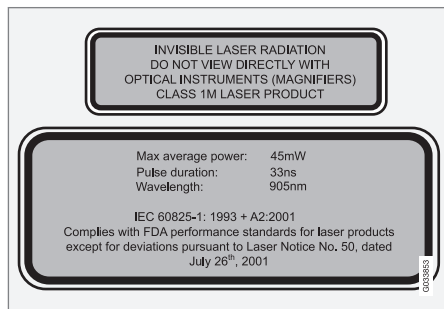 INVISIBLE LASER RADIATION
DO NOT VIEW DIRECTLY WITH
OPTICAL INSTRUMENTS (MAGNIFIERS)
CLASS 1M LASER PRODUCT
Max average power: 45mW
Pulse duration: 33ns
Wavelength: 905nm
IEC 60825-1: 1993 + A2:2001
Complies with FDA performance standards for laser products
except for deviations pursuant to Laser Notice No. 50, dated
July 26th, 2001
G033853